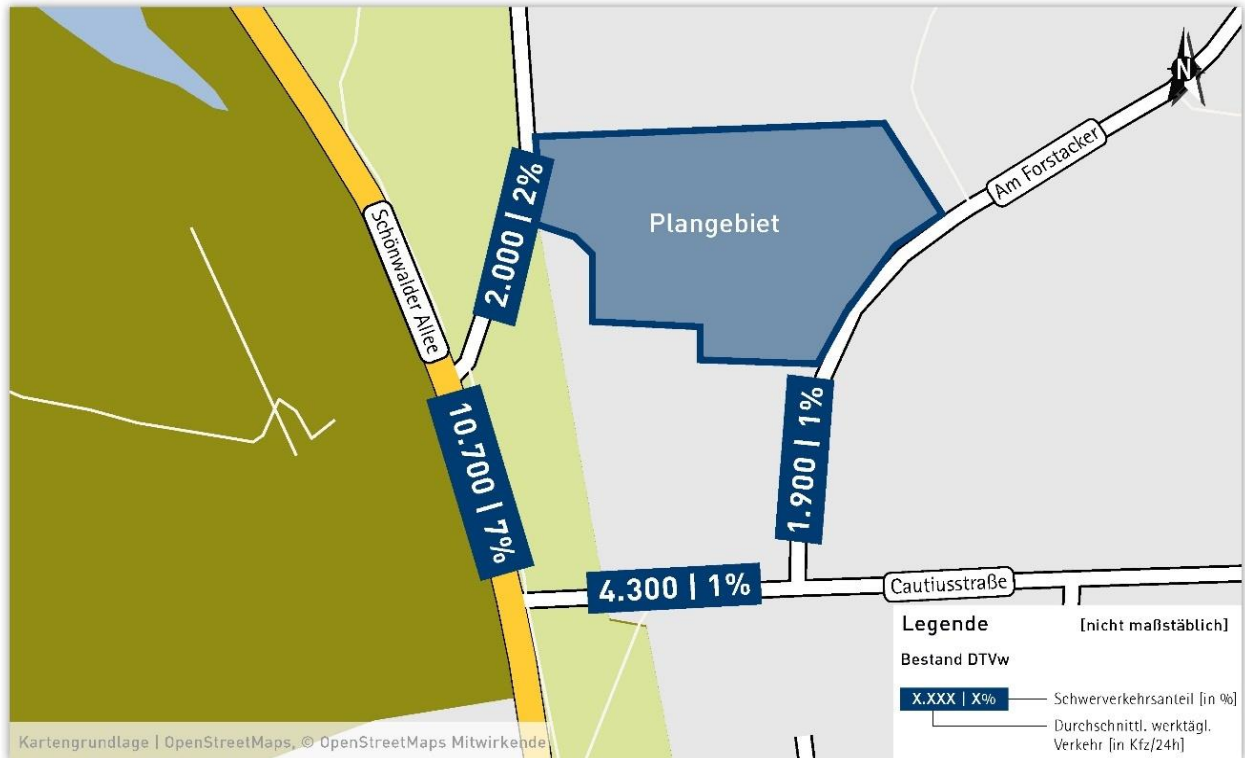 N
Am Forstacker
Plangebiet
2.000 | 2%
Schönwalder Allee
10.700 | 7%
1.900 | 1%
4.300 | 1%
Cautiusstraße
Legende
[nicht maßstäblich]
Bestand DTVw
X.XXX | X%
Schwerverkehrsanteil [in %]
Durchschnittl. werktägl.
Verkehr [in Kfz/24h]
Kartengrundlage | OpenStreetMaps, © OpenStreetMaps Mitwirkende